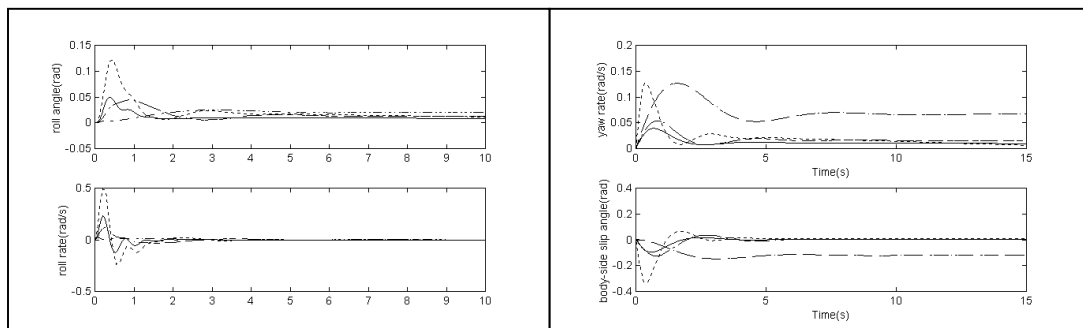 0.15
0.1
0.05
0
-0.05
roll angle(rad)
0 1 2 3 4 5 6 7 8 9 10
0.5
0
-0.5
roll rate(rad/s)
0 1 2 3 4 5 6 7 8 9 10
0.2
0.15
0.1
0.05
0
yaw rate(rad/s)
0 5 10 15
Time(s)
0.4
0.2
0
-0.2
-0.4
body-side slip angle(rad)
0 5 10 15
Time(s)